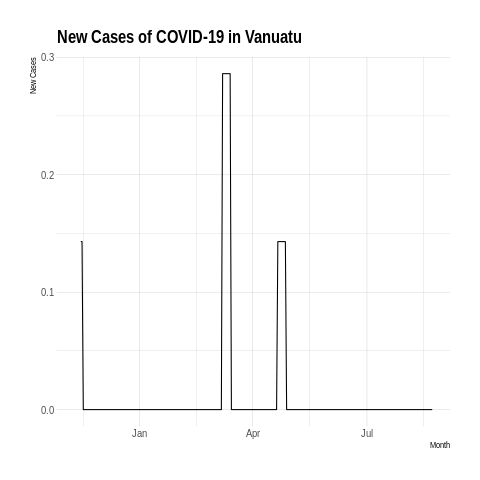 New Cases of COVID-19 in Vanuatu
New Cases
0.3
0.2
0.1
0.0
Jan Apr Jul
Month